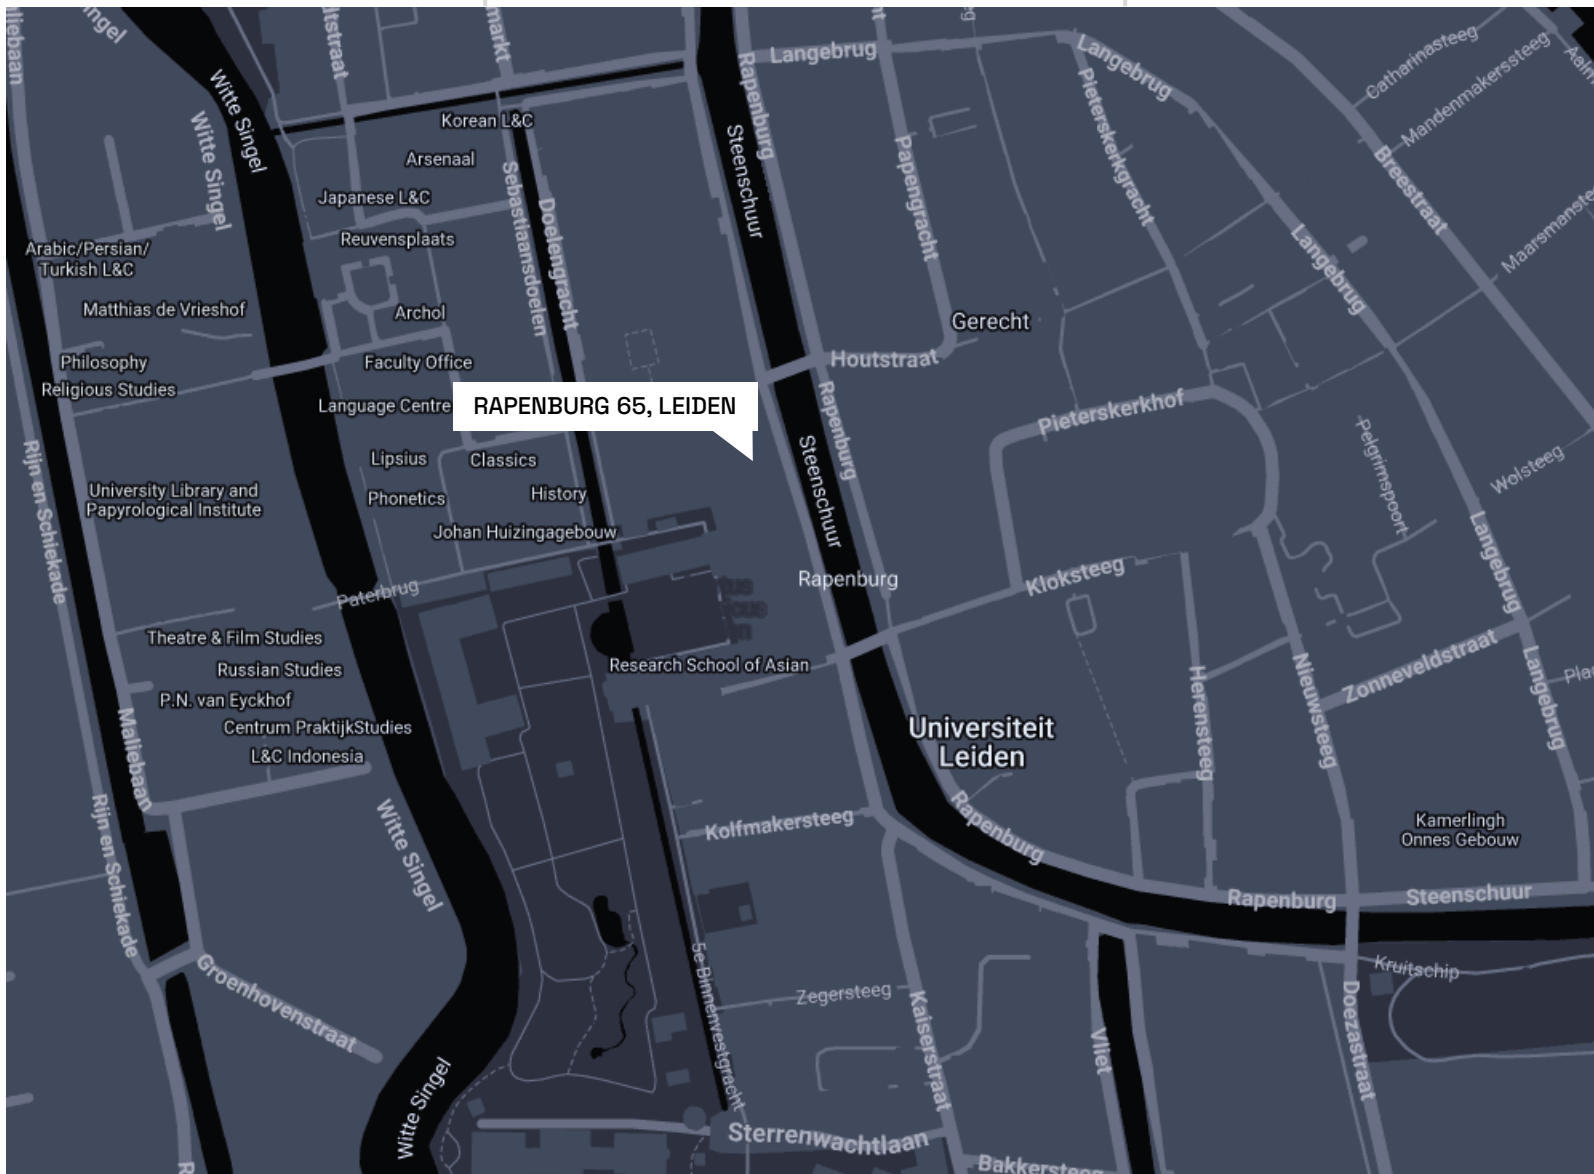 Langebrug
Langebrug
Catharinasteeg
Mandenmakerssteeg
Witte Singel
Witte Singel
Rapenburg
Steenschuur
Korean L&C
Arsenaal
Japanese L&C
Reuvensplaats
Sebastiaansdoelen
Doelengracht
Papengracht
Pieterskerkgracht
Breestraat
Langebrug
Arabic/Persian/
Turkish L&C
Matthias de Vrieshof
Archol
Gerecht
Philosophy
Religious Studies
Faculty Office
Language Centre
RAPENBURG 65, LEIDEN
Houtstraat
Rapenburg
Steenschuur
Pieterskerkhof
Pelgrimspoort
Wolsteeg
Rijn en Schiekade
University Library and
Papyrological Institute
Lipsius
Classics
Phonetics
History
Johan Huizingagebouw
Langebrug
Paterbrug
Rapenburg
Kloksteeg
Theatre & Film Studies
Russian Studies
P.N. van Eyckhof
Centrum PraktijkStudies
L&C Indonesia
Research School of Asian
Universiteit
Leiden
Herensteeg
Nieuwsteeg
Zonneveldstraat
Langebrug
Maliebaan
Rijn en Schiekade
Witte Singel
Kolfmakersteeg
Rapenburg
Kamerlingh
Onnes Gebouw
Rapenburg
Steenschuur
Groenhovenstraat
5e Binnenvestgracht
Zegersteeg
Kaiserstraat
Vliet
Doezastraat
Kruitschip
Witte Singel
Sterrenwachtlaan